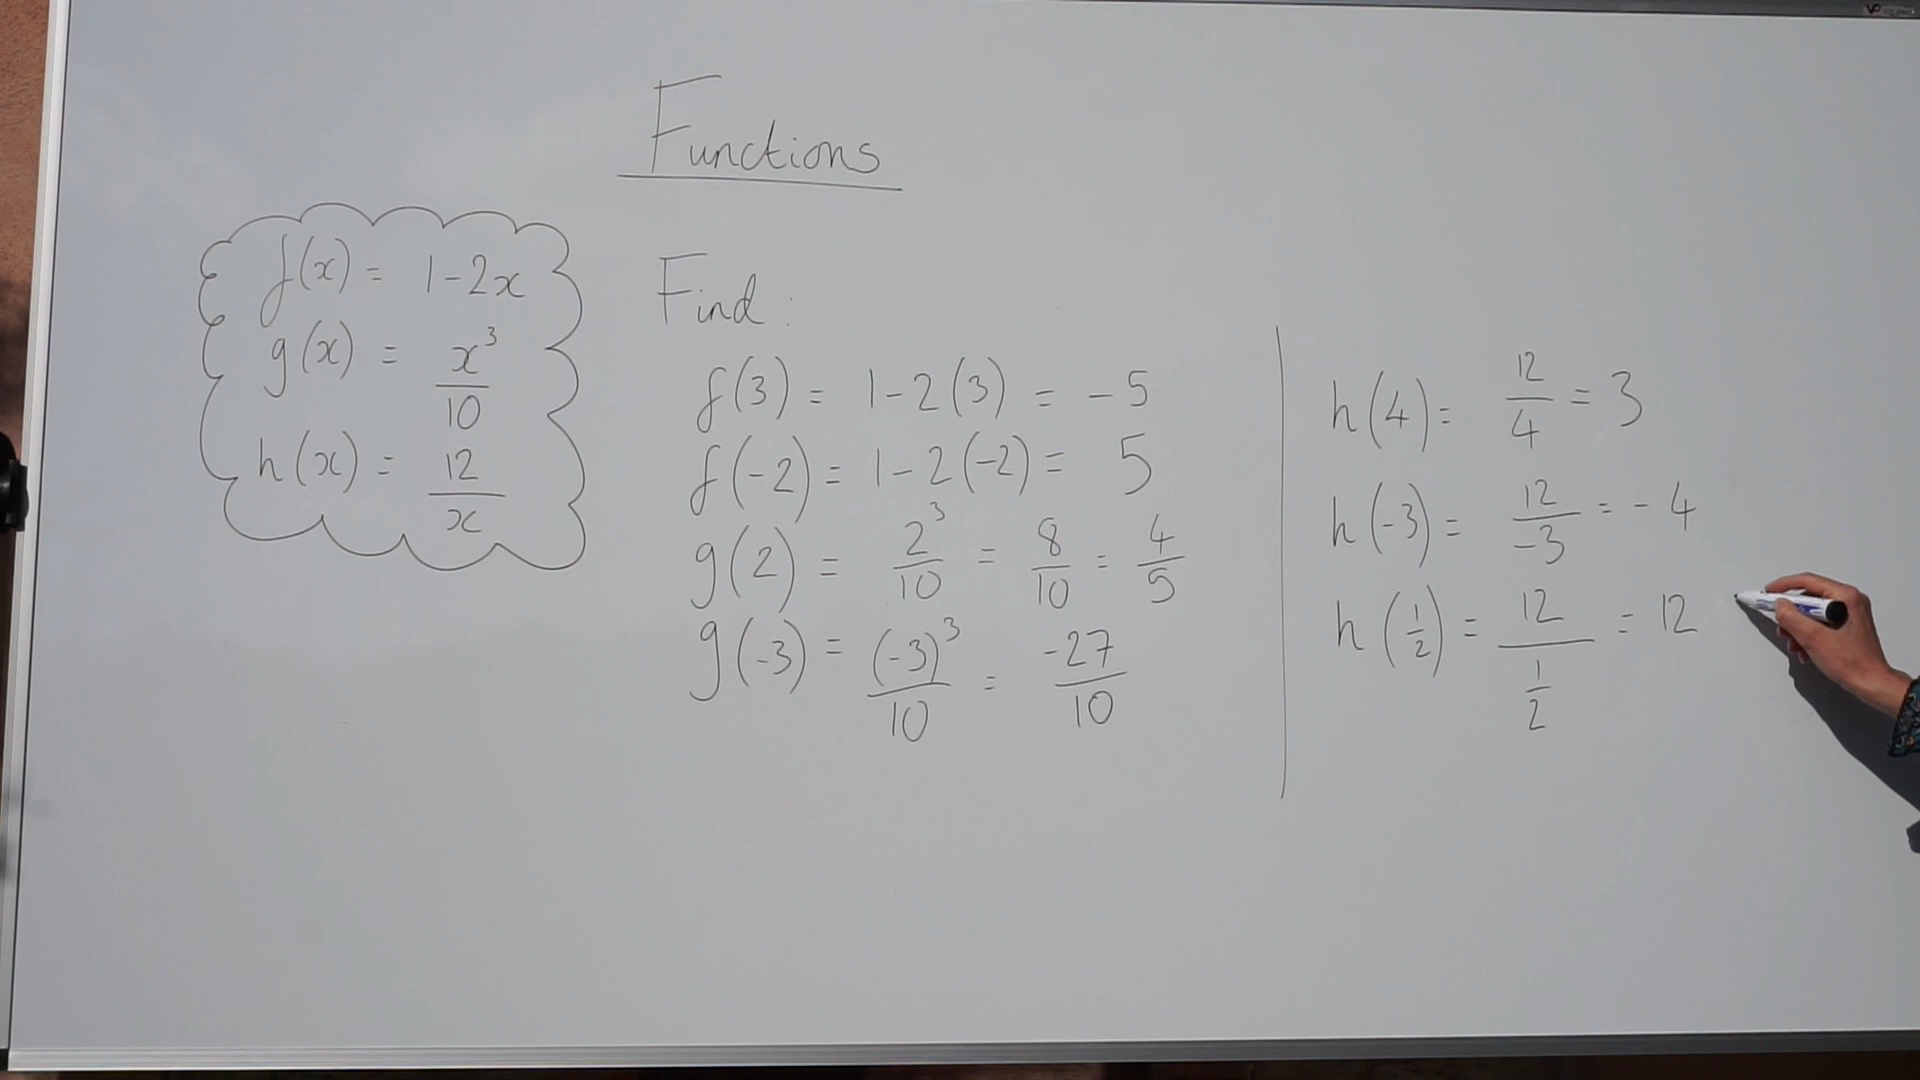 Functions
f(x) = 1-2x
g(x) = x³/10
h(x) = 12/x
Find:
f(3) = 1-2(3) = -5
f(-2) = 1-2(-2) = 5
g(2) = 2³/10 = 8/10 = 4/5
g(-3) = (-3)³/10 = -27/10
h(4) = 12/4 = 3
h(-3) = 12/-3 = -4
h(1/2) = 12/(1/2) = 12